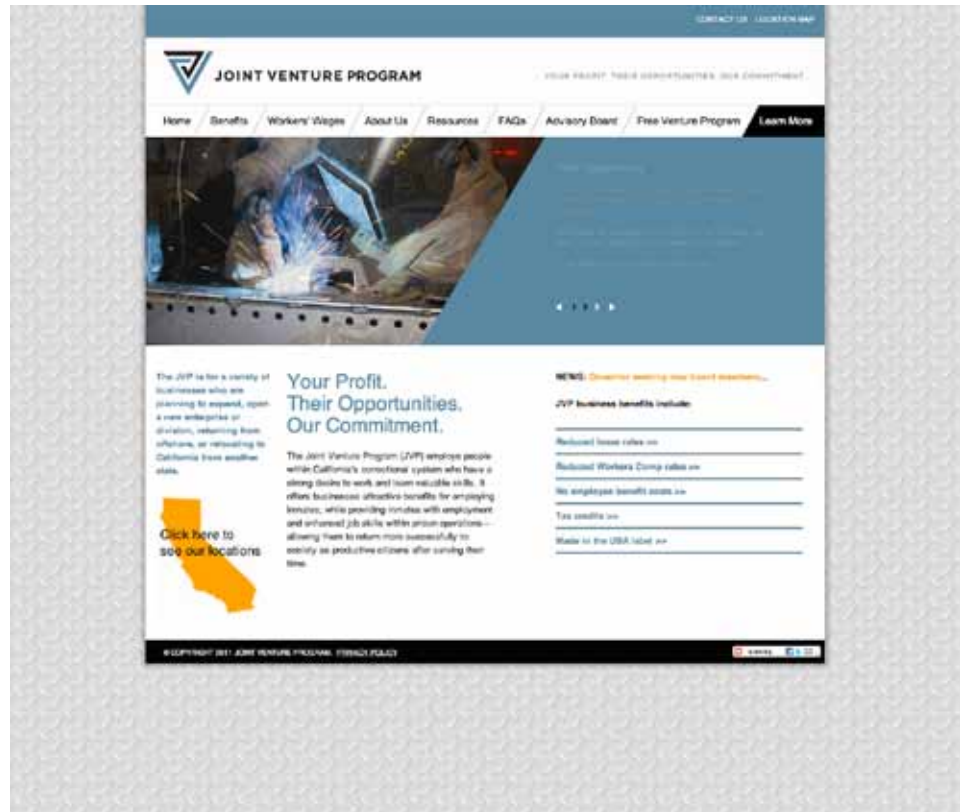 CONTACT US LOCATION MAP
JOINT VENTURE PROGRAM
YOUR PROFIT. THEIR OPPORTUNITIES. OUR COMMITMENT.
Home Benefits Workers' Wages About Us Resources FAQs Advisory Board Free Venture Program Learn More
The JVP is for a variety of
businesses who are
planning to expand, open
a new enterprise or
division, returning from
offshore, or relocating to
California from another
state.
Click here to
see our locations
Your Profit.
Their Opportunities.
Our Commitment.
The Joint Venture Program (JVP) employs people
within California's correctional system who have a
strong desire to work and learn valuable skills. It
offers businesses attractive benefits for employing
inmates, while providing inmates with employment
and enhanced job skills within prison operations—
allowing them to return more successfully to
society as productive citizens after serving their
time.
NEWS: Governor seeking new board members...
JVP business benefits include:
Reduced lease rates >>
Reduced Workers Comp rates >>
No employee benefit costs >>
Tax credits >>
Made in the USA label >>
© COPYRIGHT 2011 JOINT VENTURE PROGRAM. PRIVACY POLICY
SHARE